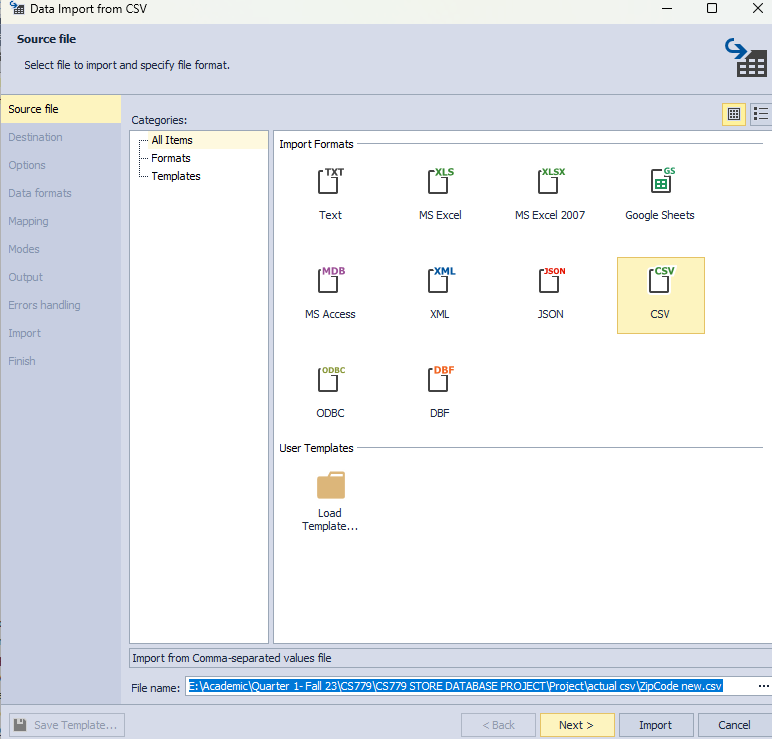 Data Import from CSV
Source file
Select file to import and specify file format.
Source file
Destination
Options
Data formats
Mapping
Modes
Output
Errors handling
Import
Finish
Categories:
All Items
Formats
Templates
Import Formats
TXT XLS XLSX GS
Text MS Excel MS Excel 2007 Google Sheets
MDB XML JSON CSV
MS Access XML JSON CSV
ODBC DBF
ODBC DBF
User Templates
Load
Template...
Import from Comma-separated values file
File name: E:\Academic\Quarter 1- Fall 23\CS779\CS779 STORE DATABASE PROJECT\Project\actual csv\ZipCode new.csv ...
Save Template... < Back Next > Import Cancel